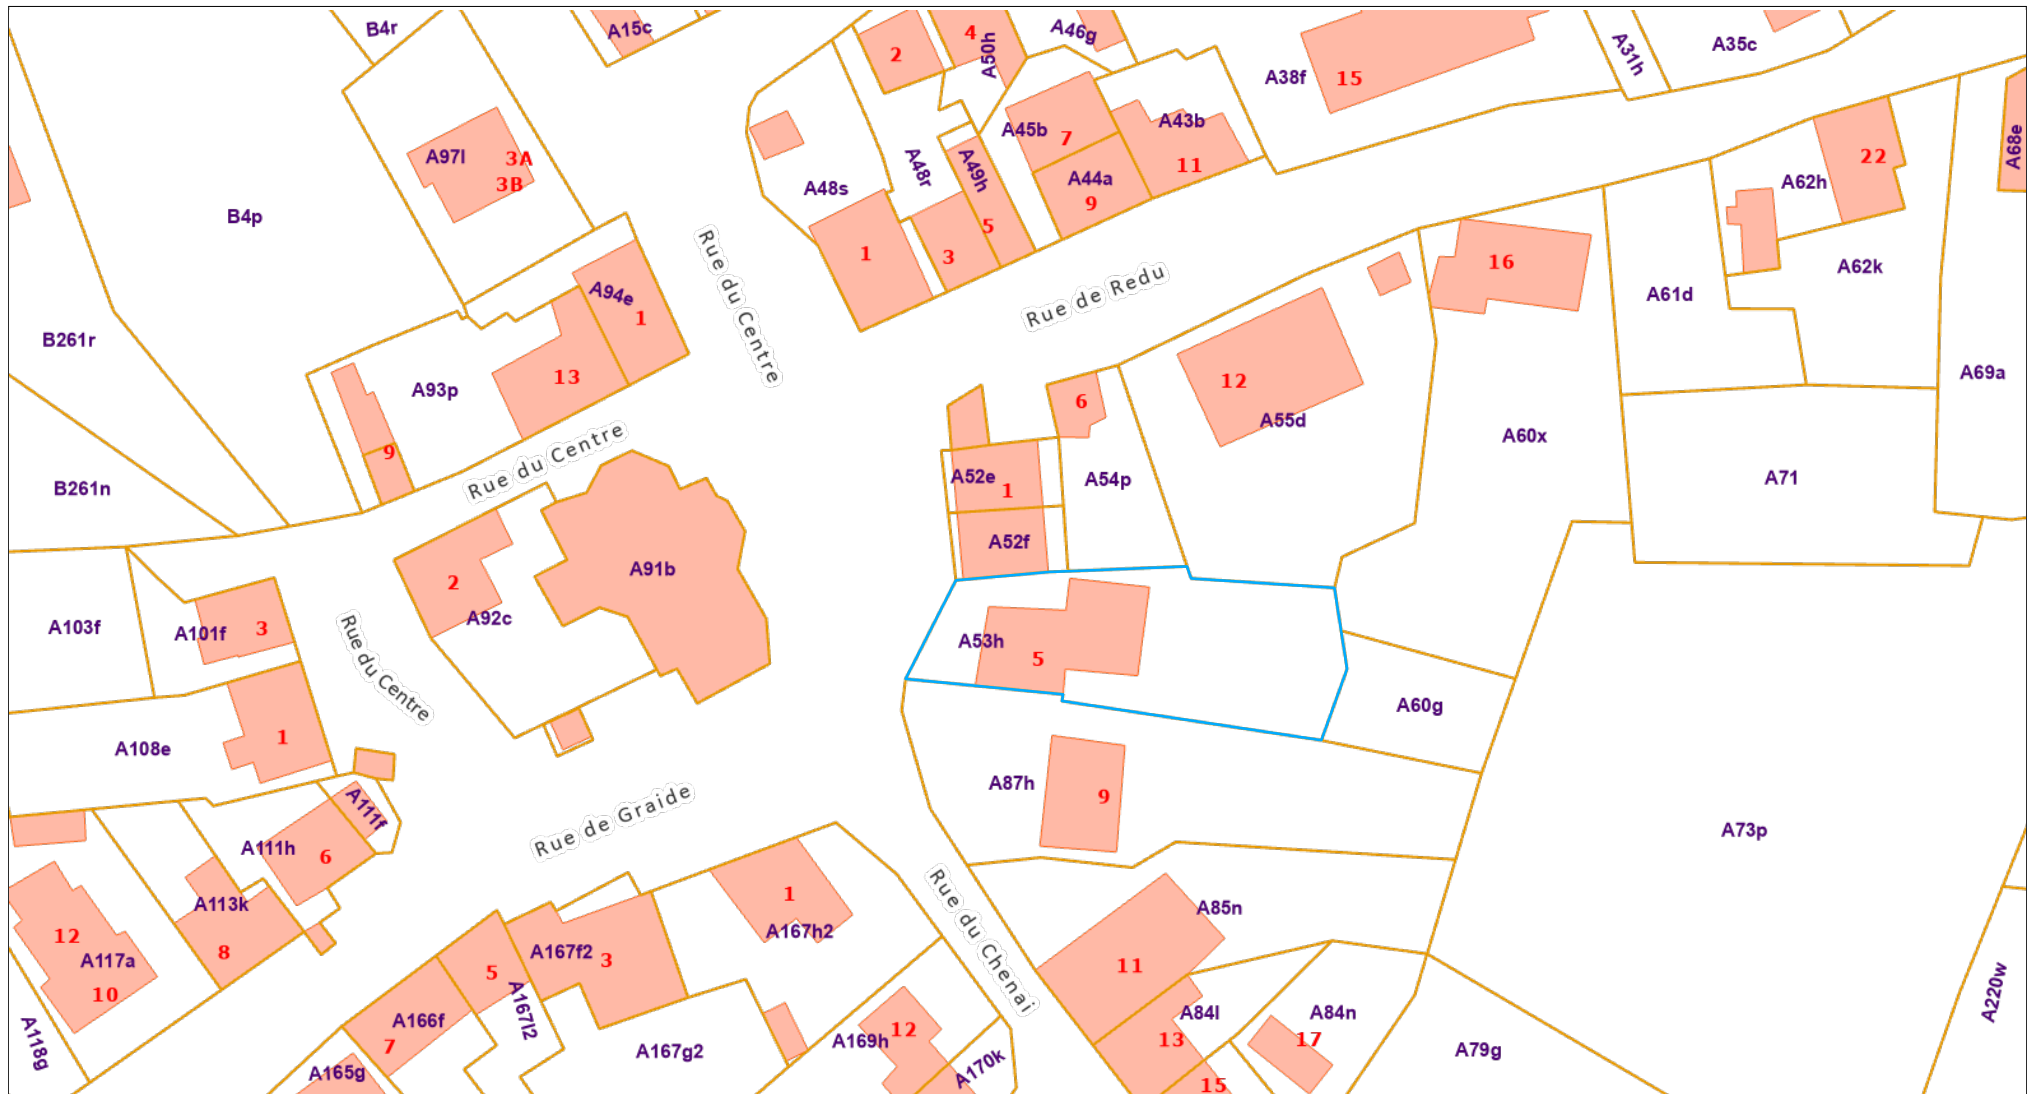 B4r
A15c
2
4
A50h
A46g
A38f
15
A31h
A35c
A97l
3A
3B
B4p
A48s
A48r
A49h
5
A45b
7
A43b
11
A44a
9
A62h
22
A68e
1
3
Rue du Centre
Rue de Redu
16
A61d
A62k
A94e
1
B261r
A93p
13
12
A55d
6
A69a
Rue du Centre
9
B261n
A52e
1
A54p
A60x
A71
A52f
A91b
2
A92c
A103f
A101f
3
Rue du Centre
A53h
5
A60g
A108e
1
A87h
9
A73p
Rue de Graide
A111f
A111h
6
A113k
8
12
A117a
10
1
A167h2
Rue du Chenai
A85n
11
A167f2
3
5
A167l2
A166f
7
A118g
A165g
A167g2
A169h
12
A170k
A84l
13
A84n
17
15
A79g
A220w